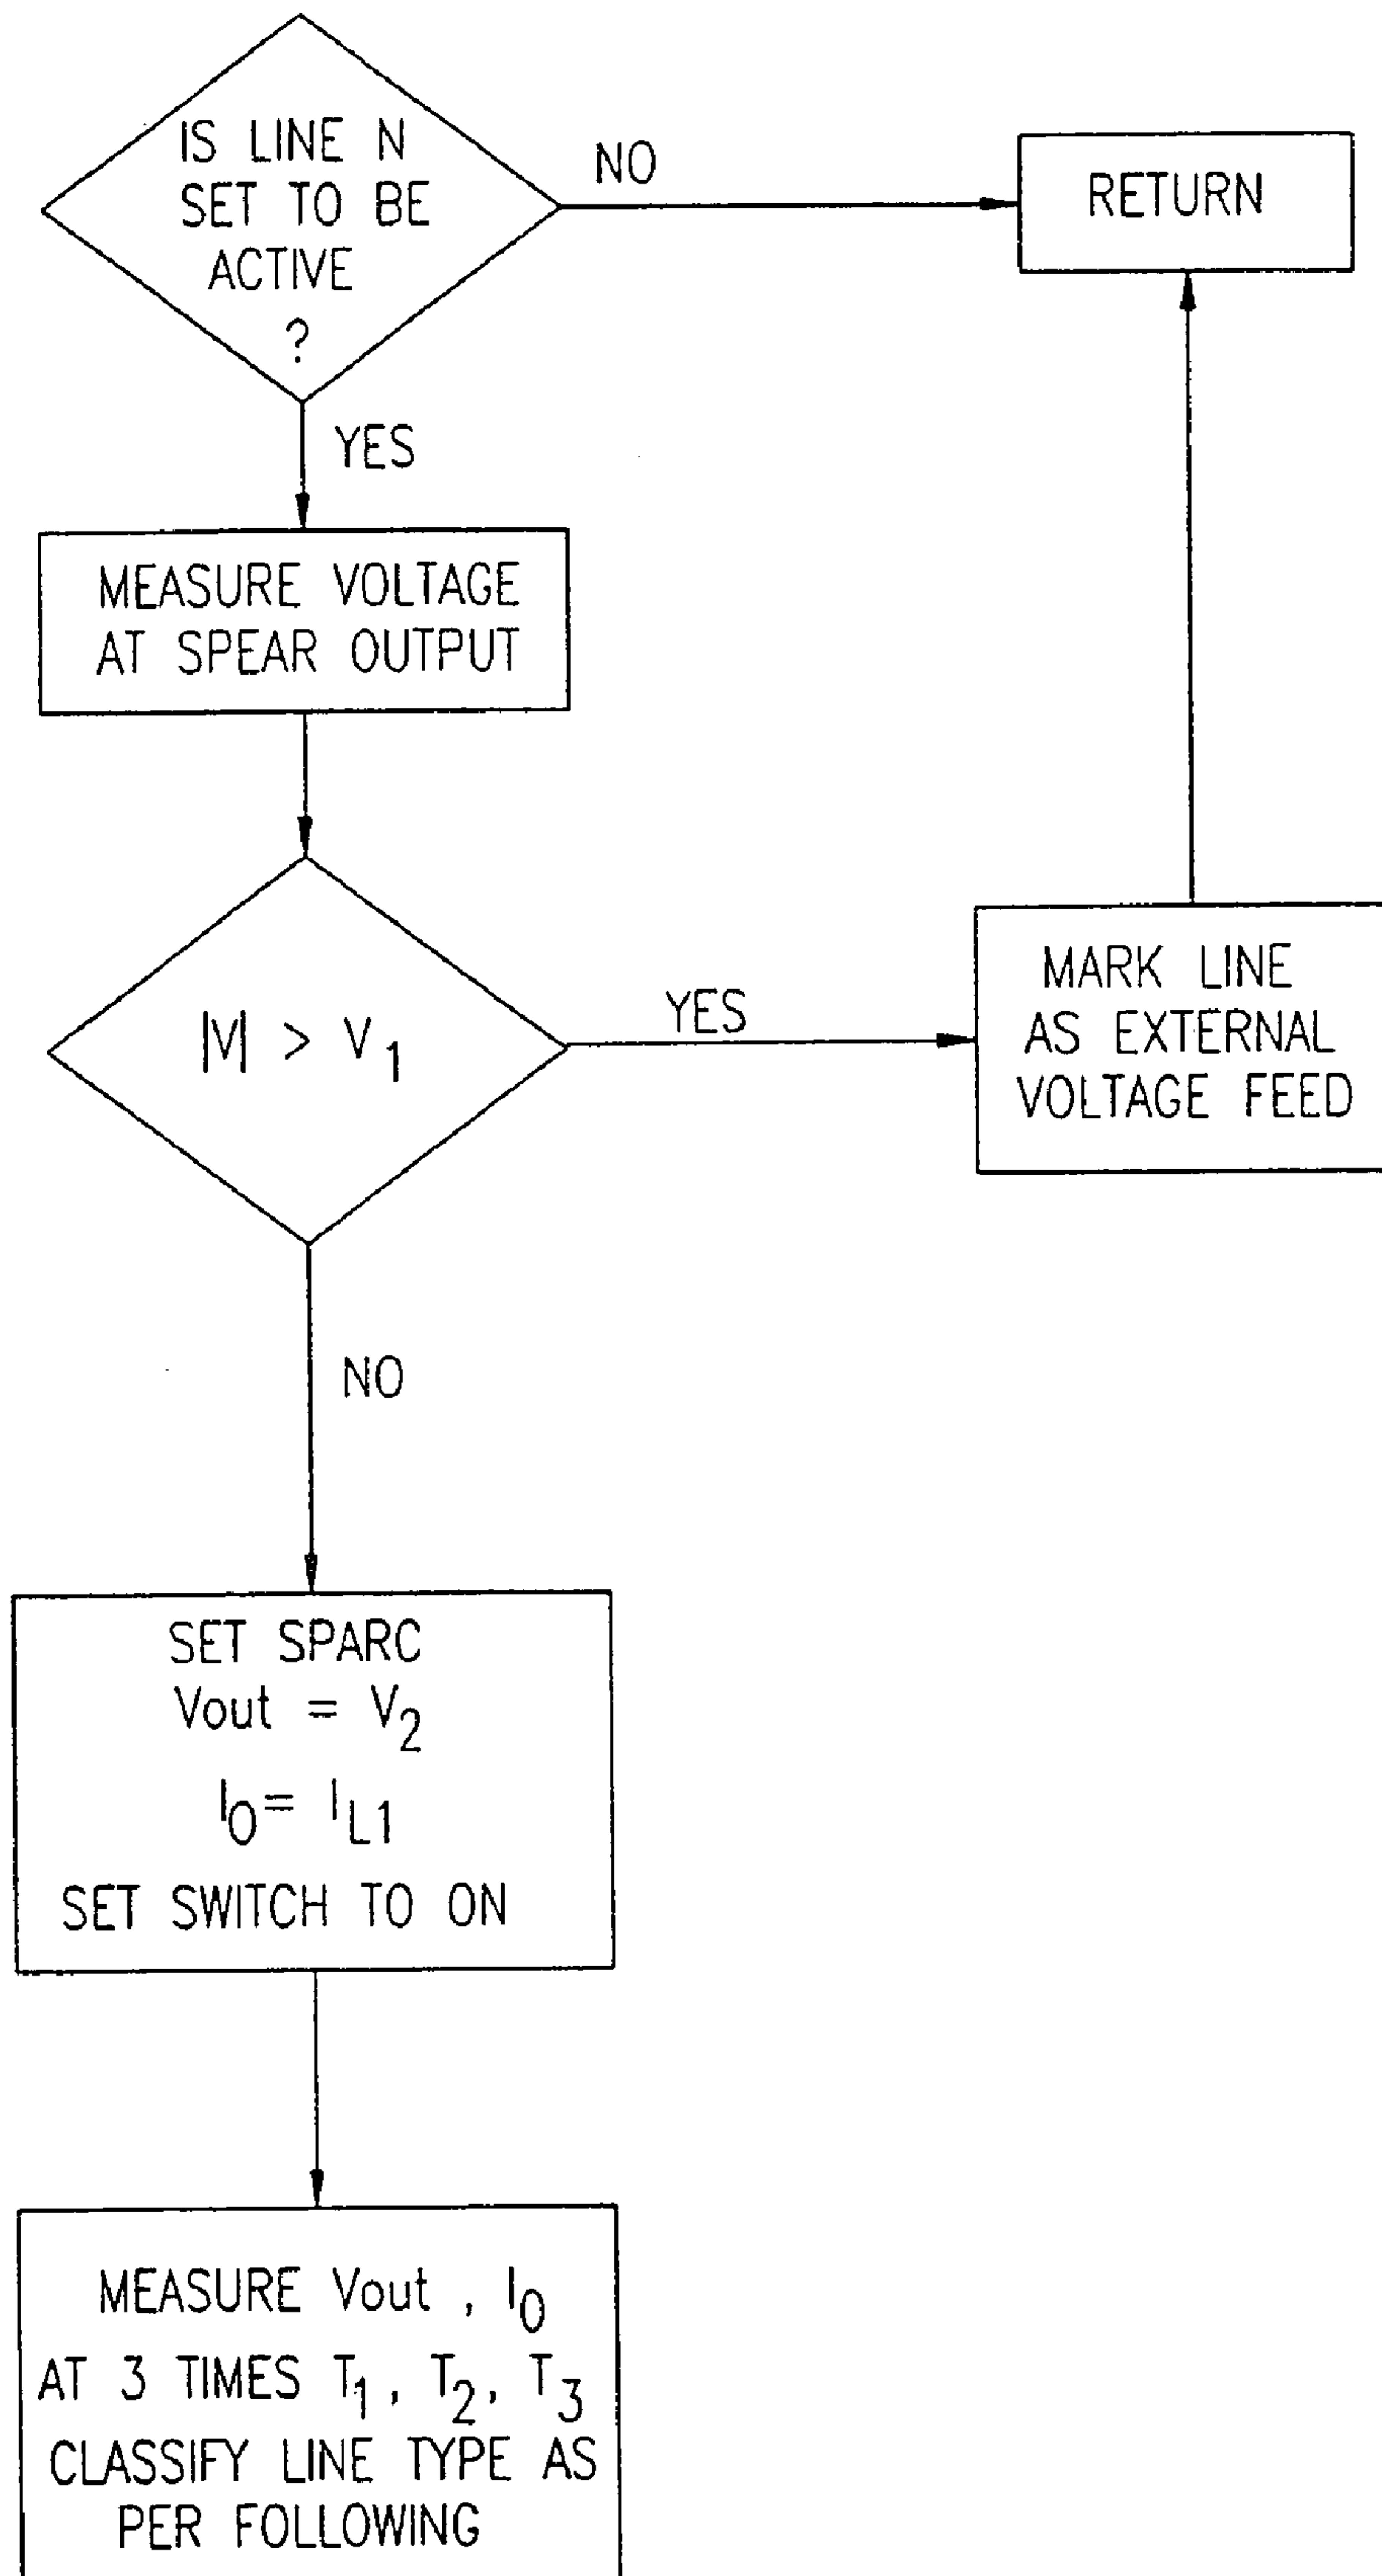 IS LINE N
SET TO BE
ACTIVE
?
NO
RETURN
YES
MEASURE VOLTAGE
AT SPEAR OUTPUT
|V| > V1
YES
MARK LINE
AS EXTERNAL
VOLTAGE FEED
NO
SET SPARC
Vout = V2
I0= IL1
SET SWITCH TO ON
MEASURE Vout , I0
AT 3 TIMES T1, T2, T3
CLASSIFY LINE TYPE AS
PER FOLLOWING